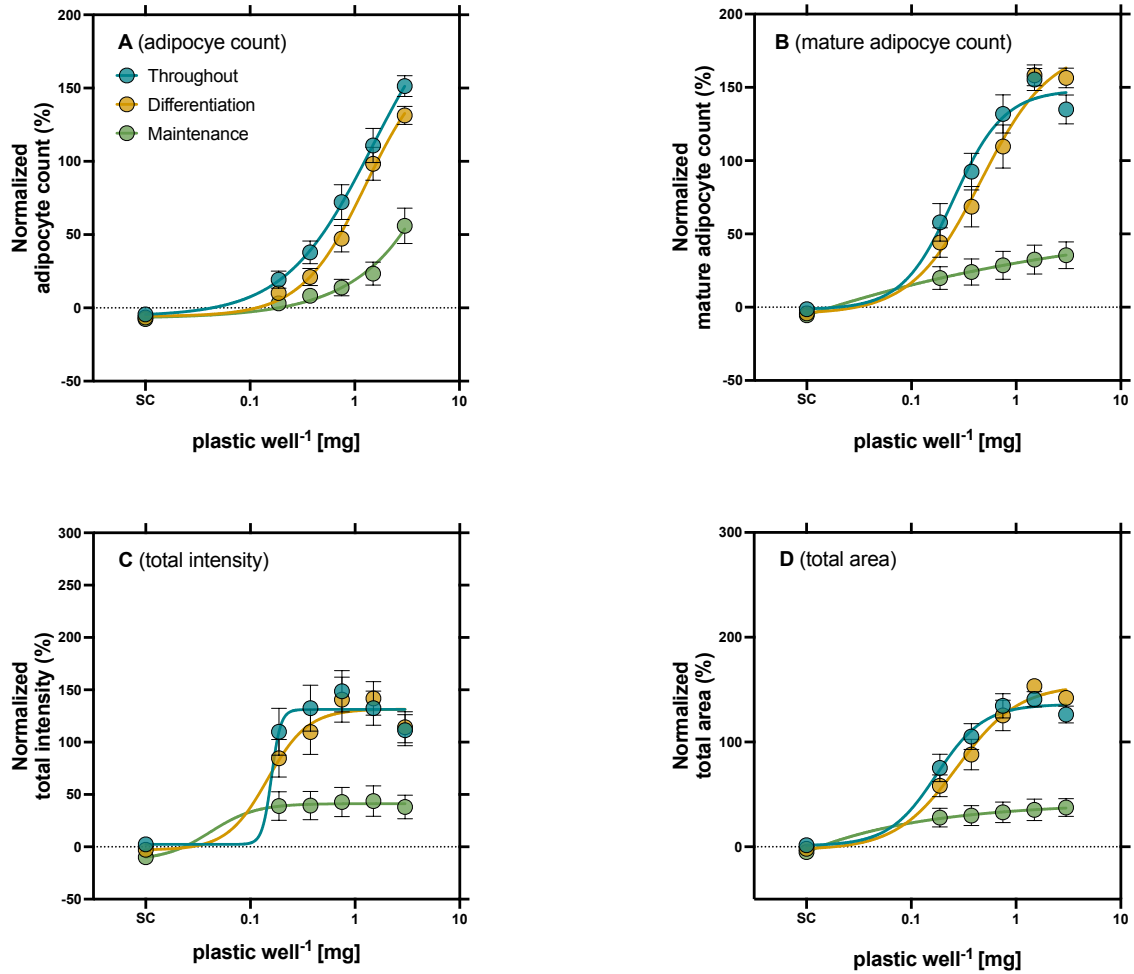 A (adipocye count)
Throughout
Differentiation
Maintenance
Normalized
adipocyte count (%)
200
150
100
50
0
-50
SC
0.1
1
10
plastic well-1 [mg]
B (mature adipocye count)
Normalized
mature adipocyte count (%)
200
150
100
50
0
-50
SC
0.1
1
10
plastic well-1 [mg]
C (total intensity)
Normalized
total intensity (%)
300
250
200
150
100
50
0
-50
SC
0.1
1
10
plastic well-1 [mg]
D (total area)
Normalized
total area (%)
300
200
100
0
SC
0.1
1
10
plastic well-1 [mg]